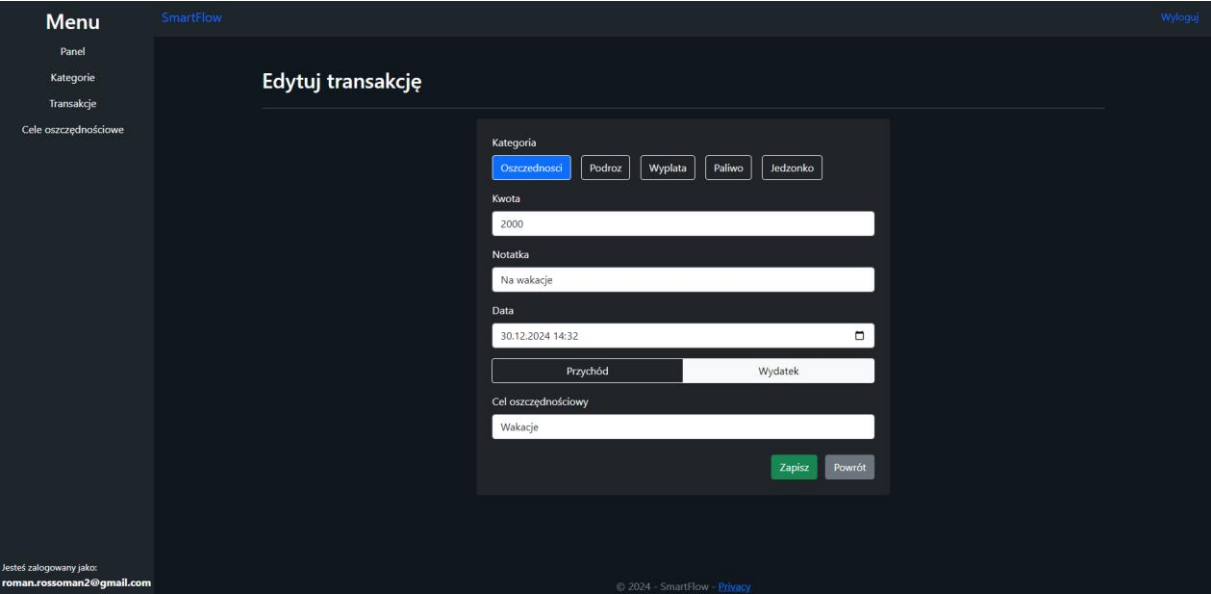 Menu
Panel
Kategorie
Transakcje
Cele oszczędnościowe
Jesteś zalogowany jako:
roman.rossoman2@gmail.com
SmartFlow
Wyloguj
Edytuj transakcję
Kategoria
Oszczednosci Podroz Wyplata Paliwo Jedzonko
Kwota
2000
Notatka
Na wakacje
Data
30.12.2024 14:32
Przychód Wydatek
Cel oszczędnościowy
Wakacje
Zapisz Powrót
© 2024 - SmartFlow - Privacy